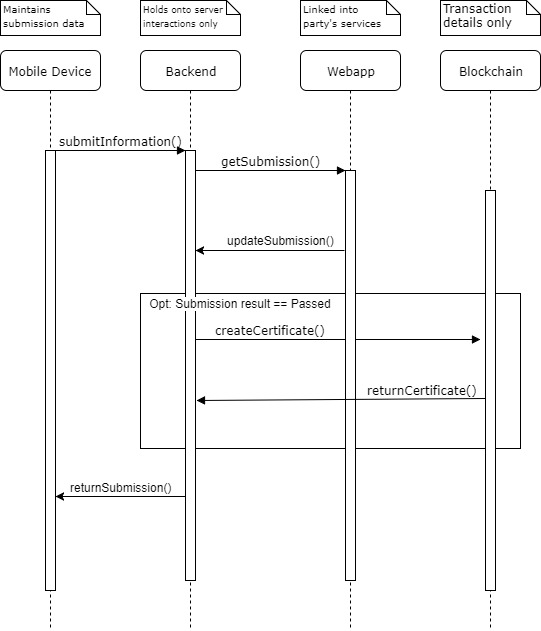 Maintains
submission data
Holds onto server
interactions only
Linked into
party's services
Transaction
details only
Mobile Device
Backend
Webapp
Blockchain
submitInformation()
getSubmission()
updateSubmission()
Opt: Submission result == Passed
createCertificate()
returnCertificate()
returnSubmission()